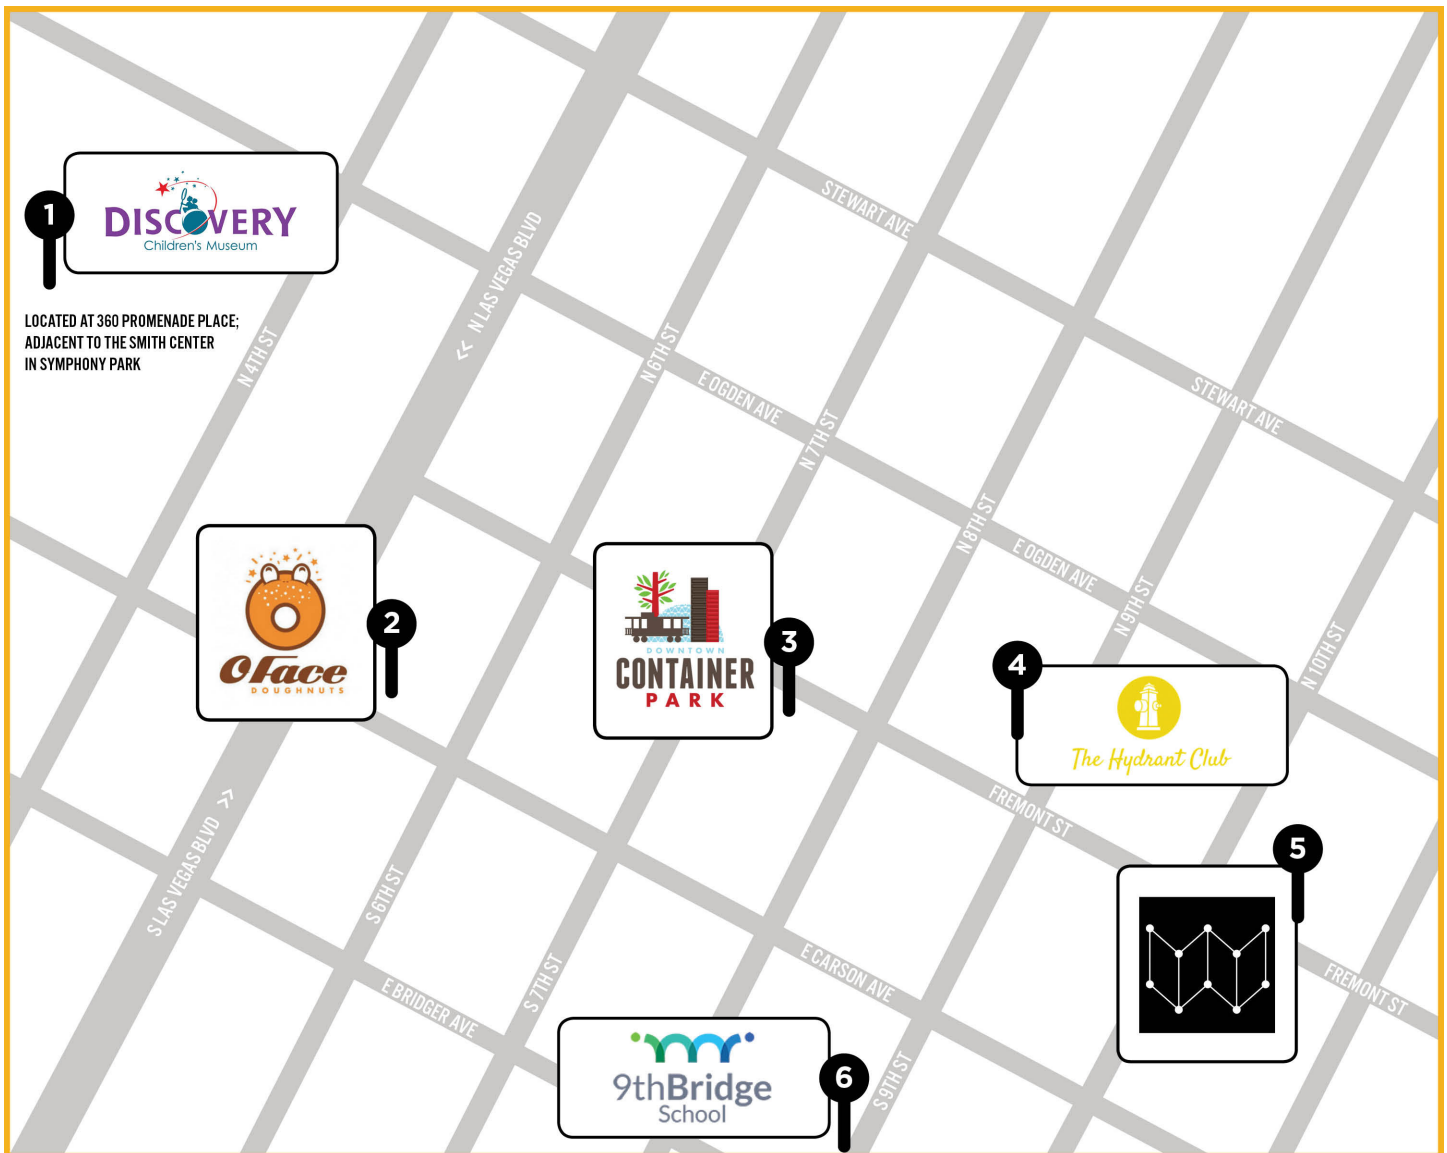 STEWART AVE
1
DISCOVERY
Children's Museum
LOCATED AT 360 PROMENADE PLACE;
ADJACENT TO THE SMITH CENTER
IN SYMPHONY PARK
N 4TH ST
<< N LAS VEGAS BLVD
N 6TH ST
E OGDEN AVE
N 7TH ST
STEWART AVE
N 8TH ST
E OGDEN AVE
N 9TH ST
N 10TH ST
2
OFace
DOUGHNUTS
3
DOWNTOWN
CONTAINER
PARK
4
The Hydrant Club
FREMONT ST
5
FREMONT ST
S LAS VEGAS BLVD >>
S 6TH ST
E BRIDGER AVE
S 7TH ST
E CARSON AVE
S 9TH ST
9thBridge
School
6